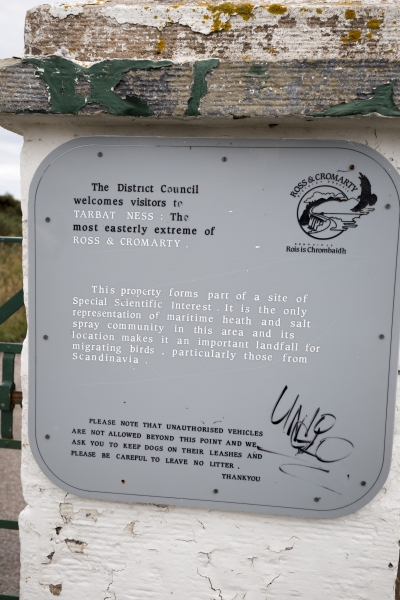 The District Council
welcomes visitors to
TARBAT NESS : The
most easterly extreme of
ROSS & CROMARTY .
ROSS & CROMARTY
Rois is Chrombaidh
This property forms part of a site of
Special Scientific Interest . It is the only
representation of maritime heath and salt
spray community in this area and its
location makes it an important landfall for
migrating birds . particularly those from
Scandinavia .
PLEASE NOTE THAT UNAUTHORISED VEHICLES
ARE NOT ALLOWED BEYOND THIS POINT AND WE
ASK YOU TO KEEP DOGS ON THEIR LEASHES AND
PLEASE BE CAREFUL TO LEAVE NO LITTER .
THANKYOU